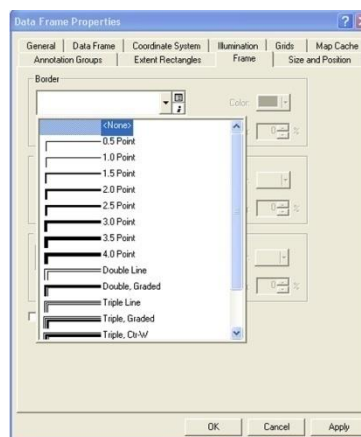 Data Frame Properties
General Data Frame Coordinate System Illumination Grids Map Cache
Annotation Groups Extent Rectangles Frame Size and Position
Border
Color:
<None>
0.5 Point
0 %
1.0 Point
1.5 Point
2.0 Point
2.5 Point
3.0 Point
0 %
3.5 Point
4.0 Point
Double Line
Double, Graded
0 %
Triple Line
Triple, Graded
Triple, Ctr-W
OK Cancel Apply